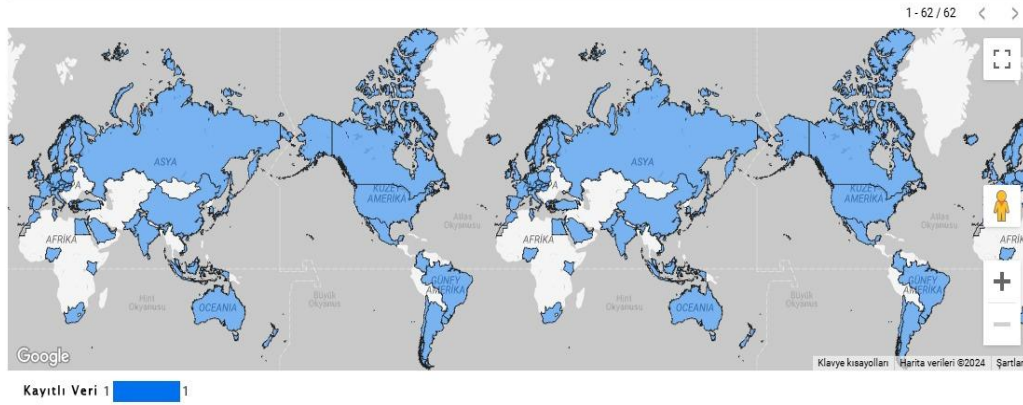 1 - 62 / 62
ASYA
ASYA
PA
KUZEY
AMERİKA
KUZEY
AMERİKA
Atlas
Okyanusu
Atlas
Okyanusu
AFRİKA
AFRİKA
AFRİK
Hint
Okyanusu
Büyük
Okyanus
GÜNEY
AMERİKA
Hint
Okyanusu
Büyük
Okyanus
GÜNEY
AMERİKA
OCEANIA
OCEANIA
Google
Klavye kısayolları
Harita verileri ©2024
Şartlar
Kayıtlı Veri 1 1